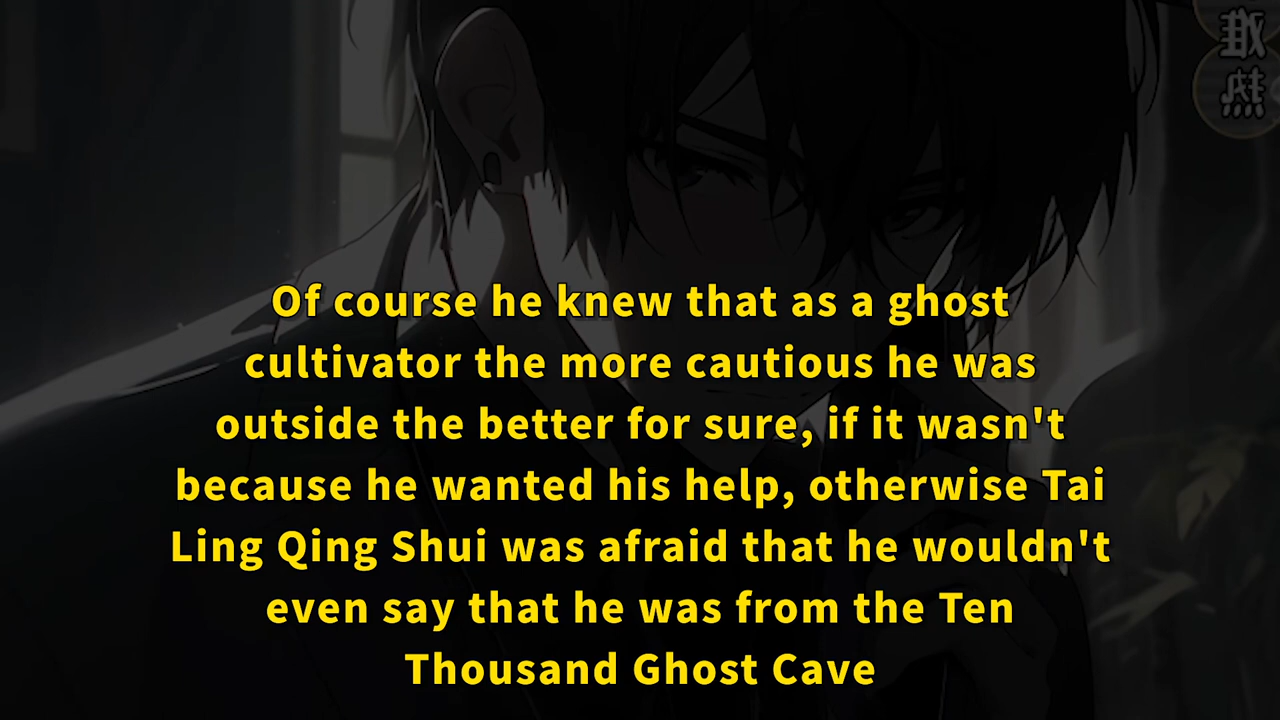 Of course he knew that as a ghost
cultivator the more cautious he was
outside the better for sure, if it wasn't
because he wanted his help, otherwise Tai
Ling Qing Shui was afraid that he wouldn't
even say that he was from the Ten
Thousand Ghost Cave